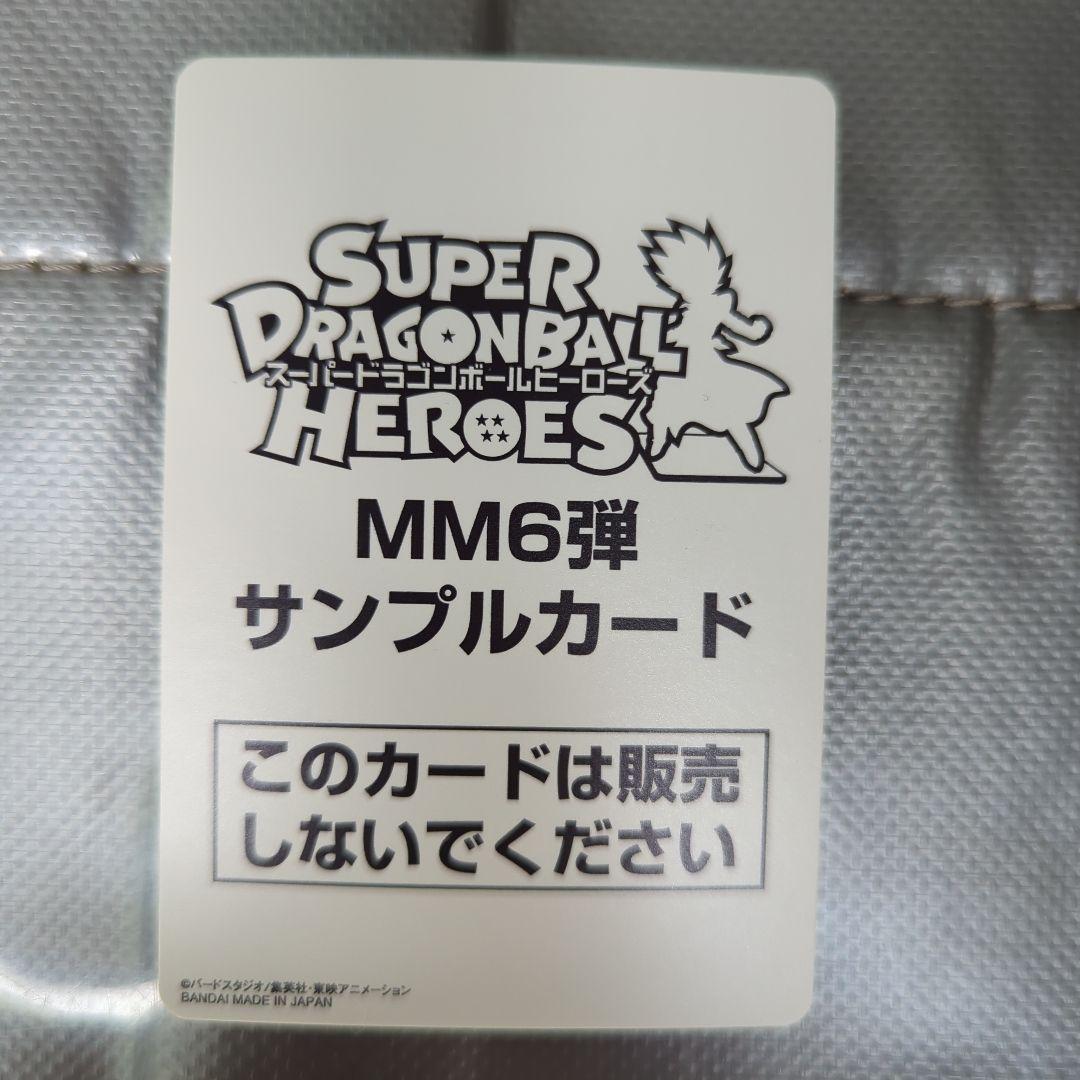 SUPER
DRAGONBALL
スーパードラゴンボールヒーローズ
HEROES
MM6弾
サンプルカード
このカードは販売
しないでください
©バードスタジオ/集英社・東映アニメーション
BANDAI MADE IN JAPAN